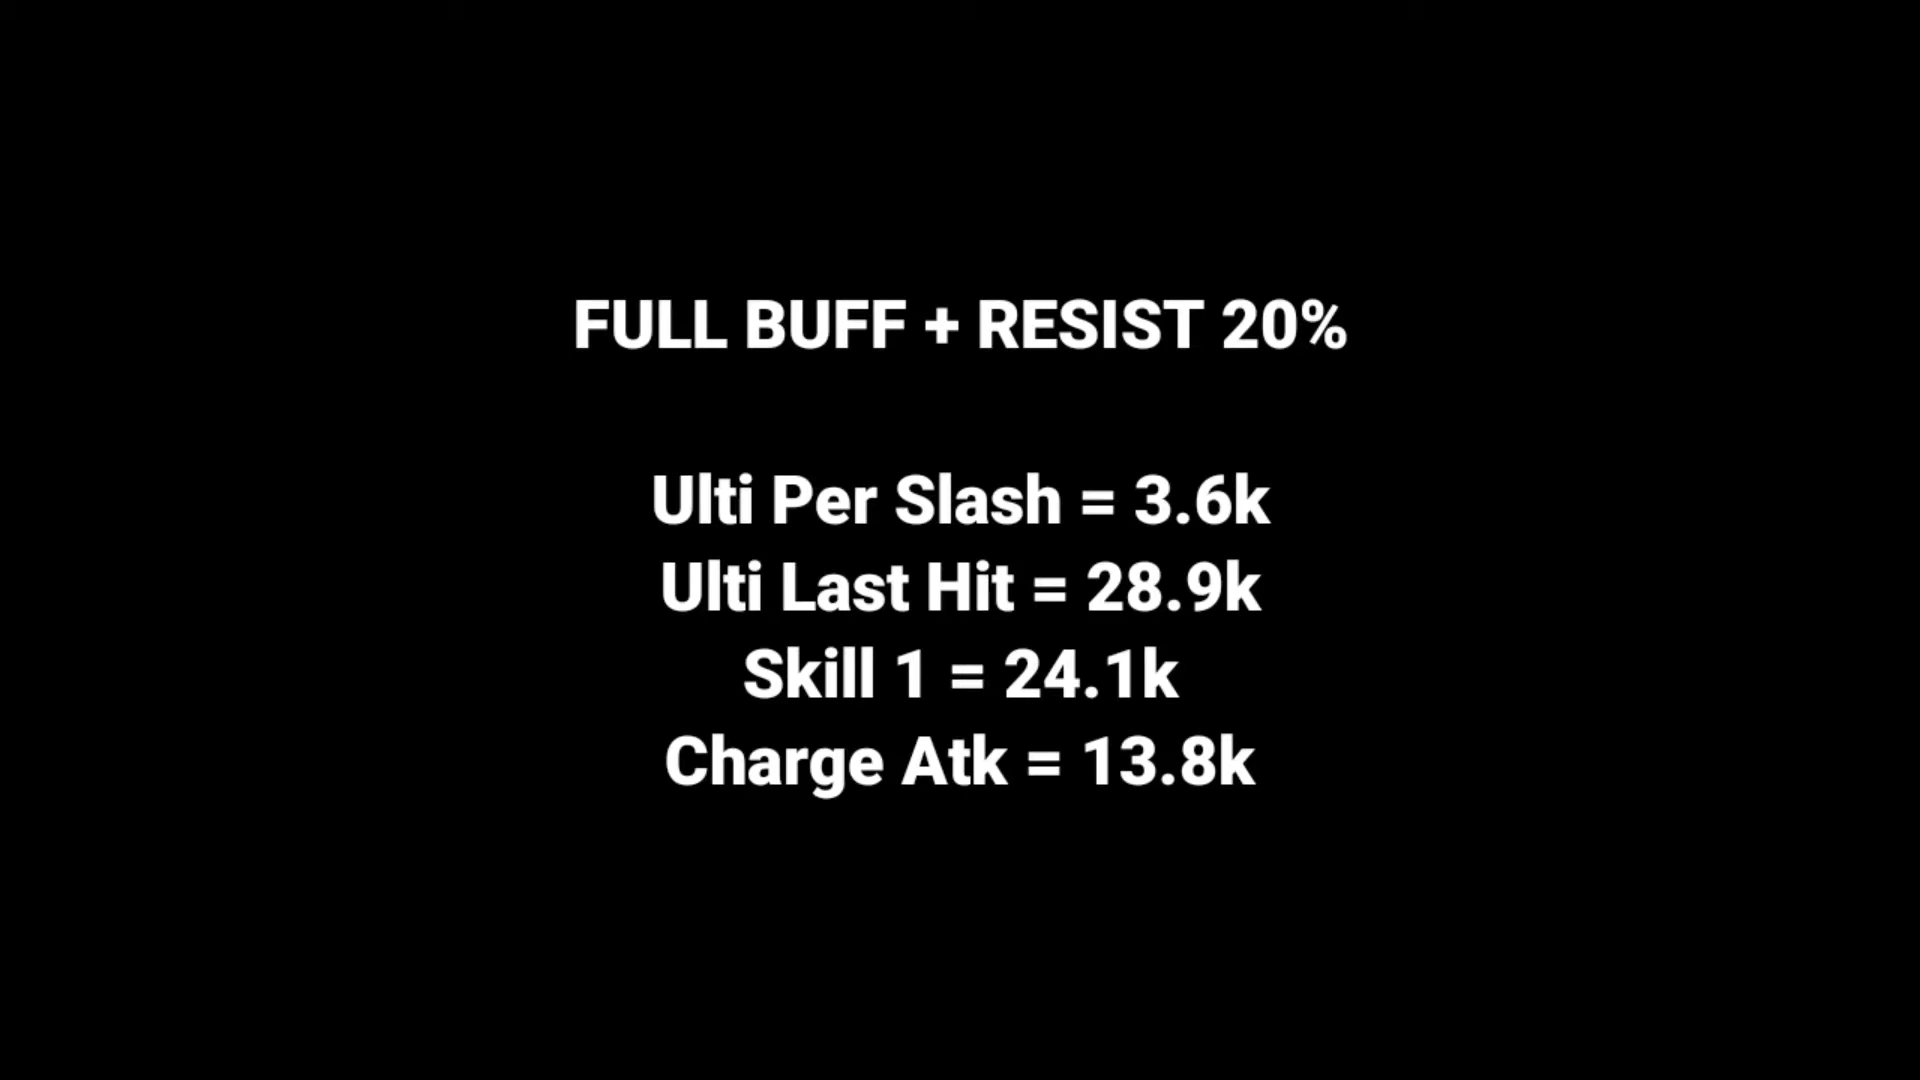 FULL BUFF + RESIST 20%
Ulti Per Slash = 3.6k
Ulti Last Hit = 28.9k
Skill 1 = 24.1k
Charge Atk = 13.8k